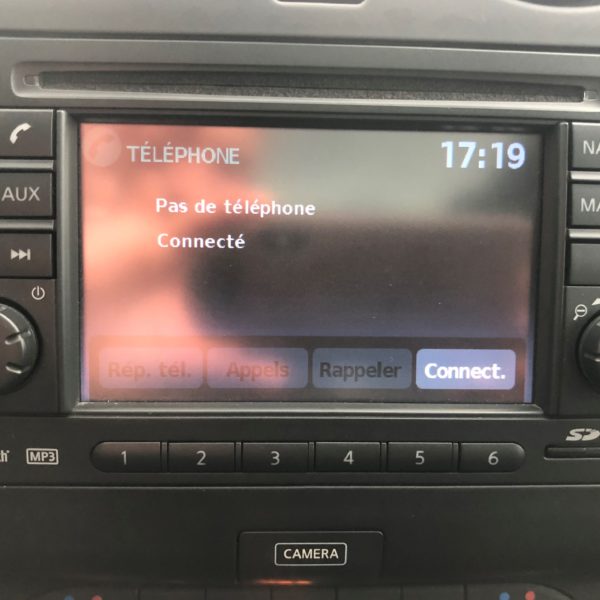 TÉLÉPHONE 17:19
Pas de téléphone
Connecté
Rép. tél. Appels Rappeler Connect.
AUX
MP3
1 2 3 4 5 6
CAMERA